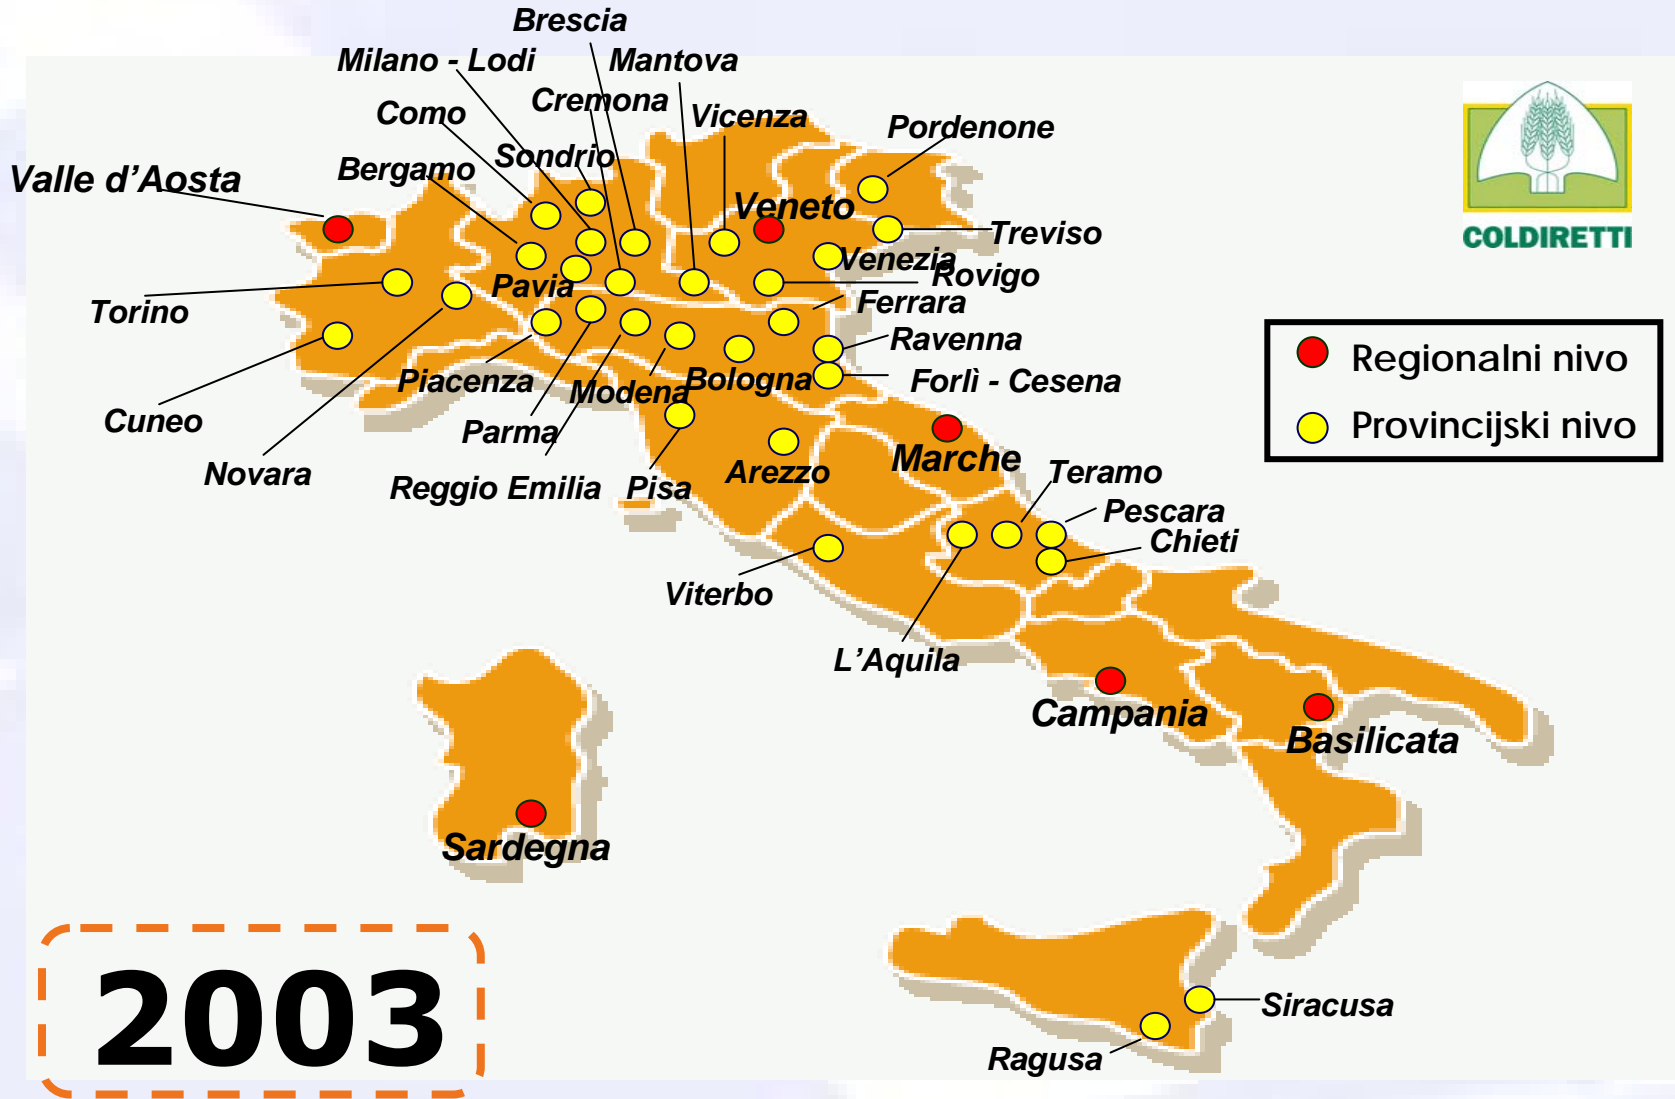 Brescia
Milano - Lodi
Mantova
Cremona
Como
Vicenza
Pordenone
Sondrio
Bergamo
Valle d’Aosta
Veneto
Treviso
COLDIRETTI
Venezia
Rovigo
Pavia
Ferrara
Torino
Ravenna
Regionalni nivo
Piacenza
Modena
Bologna
Forlì - Cesena
Cuneo
Parma
Provincijski nivo
Marche
Novara
Arezzo
Teramo
Reggio Emilia
Pisa
Pescara
Chieti
Viterbo
L’Aquila
Campania
Basilicata
Sardegna
2003
Siracusa
Ragusa